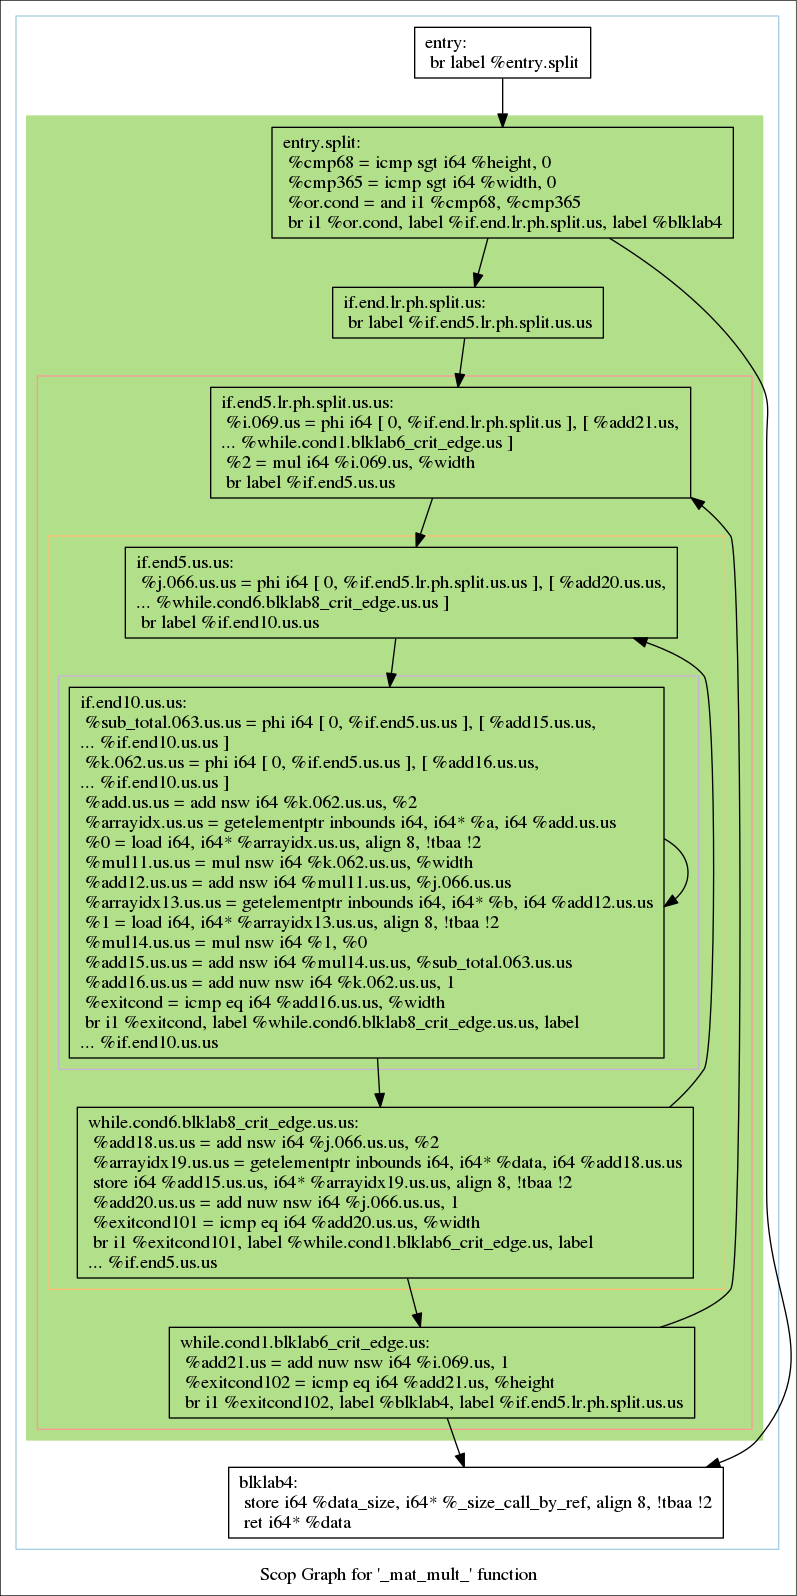 entry:
br label %entry.split
entry.split:
%cmp68 = icmp sgt i64 %height, 0
%cmp365 = icmp sgt i64 %width, 0
%or.cond = and i1 %cmp68, %cmp365
br i1 %or.cond, label %if.end.lr.ph.split.us, label %blklab4
if.end.lr.ph.split.us:
br label %if.end5.lr.ph.split.us.us
if.end5.lr.ph.split.us.us:
%i.069.us = phi i64 [ 0, %if.end.lr.ph.split.us ], [ %add21.us,
... %while.cond1.blklab6_crit_edge.us ]
%2 = mul i64 %i.069.us, %width
br label %if.end5.us.us
if.end5.us.us:
%j.066.us.us = phi i64 [ 0, %if.end5.lr.ph.split.us.us ], [ %add20.us.us,
... %while.cond6.blklab8_crit_edge.us.us ]
br label %if.end10.us.us
if.end10.us.us:
%sub_total.063.us.us = phi i64 [ 0, %if.end5.us.us ], [ %add15.us.us,
... %if.end10.us.us ]
%k.062.us.us = phi i64 [ 0, %if.end5.us.us ], [ %add16.us.us,
... %if.end10.us.us ]
%add.us.us = add nsw i64 %k.062.us.us, %2
%arrayidx.us.us = getelementptr inbounds i64, i64* %a, i64 %add.us.us
%0 = load i64, i64* %arrayidx.us.us, align 8, !tbaa !2
%mul11.us.us = mul nsw i64 %k.062.us.us, %width
%add12.us.us = add nsw i64 %mul11.us.us, %j.066.us.us
%arrayidx13.us.us = getelementptr inbounds i64, i64* %b, i64 %add12.us.us
%1 = load i64, i64* %arrayidx13.us.us, align 8, !tbaa !2
%mul14.us.us = mul nsw i64 %1, %0
%add15.us.us = add nsw i64 %mul14.us.us, %sub_total.063.us.us
%add16.us.us = add nuw nsw i64 %k.062.us.us, 1
%exitcond = icmp eq i64 %add16.us.us, %width
br i1 %exitcond, label %while.cond6.blklab8_crit_edge.us.us, label
... %if.end10.us.us
while.cond6.blklab8_crit_edge.us.us:
%add18.us.us = add nsw i64 %j.066.us.us, %2
%arrayidx19.us.us = getelementptr inbounds i64, i64* %data, i64 %add18.us.us
store i64 %add15.us.us, i64* %arrayidx19.us.us, align 8, !tbaa !2
%add20.us.us = add nuw nsw i64 %j.066.us.us, 1
%exitcond101 = icmp eq i64 %add20.us.us, %width
br i1 %exitcond101, label %while.cond1.blklab6_crit_edge.us, label
... %if.end5.us.us
while.cond1.blklab6_crit_edge.us:
%add21.us = add nuw nsw i64 %i.069.us, 1
%exitcond102 = icmp eq i64 %add21.us, %height
br i1 %exitcond102, label %blklab4, label %if.end5.lr.ph.split.us.us
blklab4:
store i64 %data_size, i64* %_size_call_by_ref, align 8, !tbaa !2
ret i64* %data
Scop Graph for '_mat_mult_' function